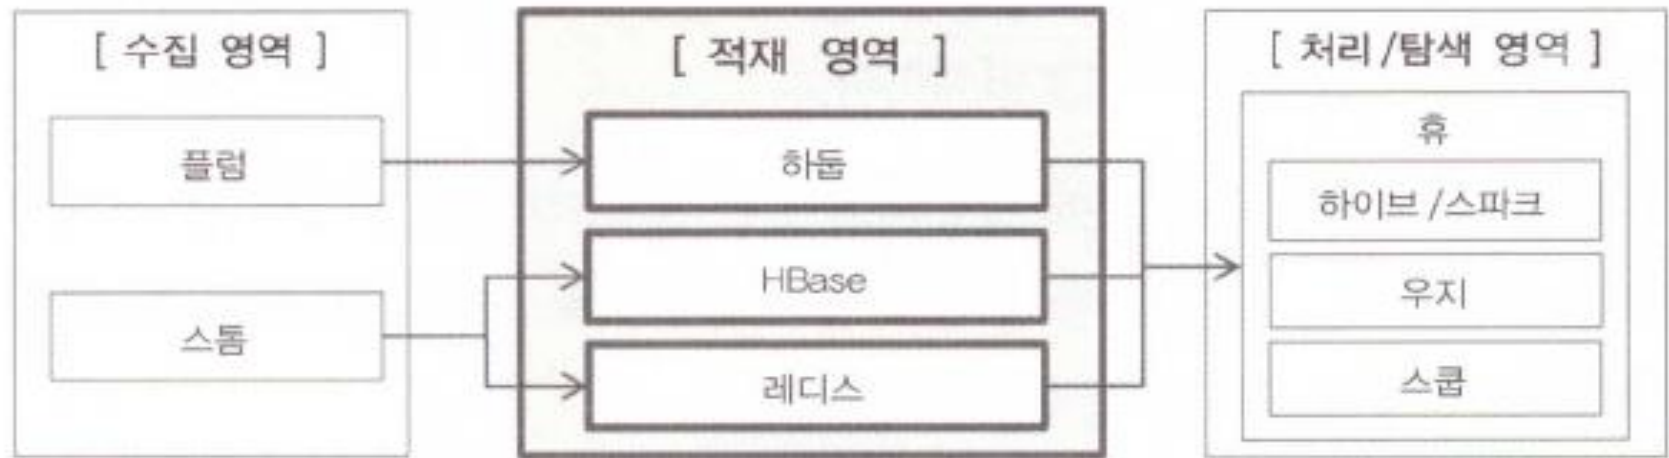 [ 수집 영역 ]
플럼
스톰
[ 적재 영역 ]
하둡
HBase
레디스
[ 처리/탐색 영역 ]
휴
하이브/스파크
우지
스쿱